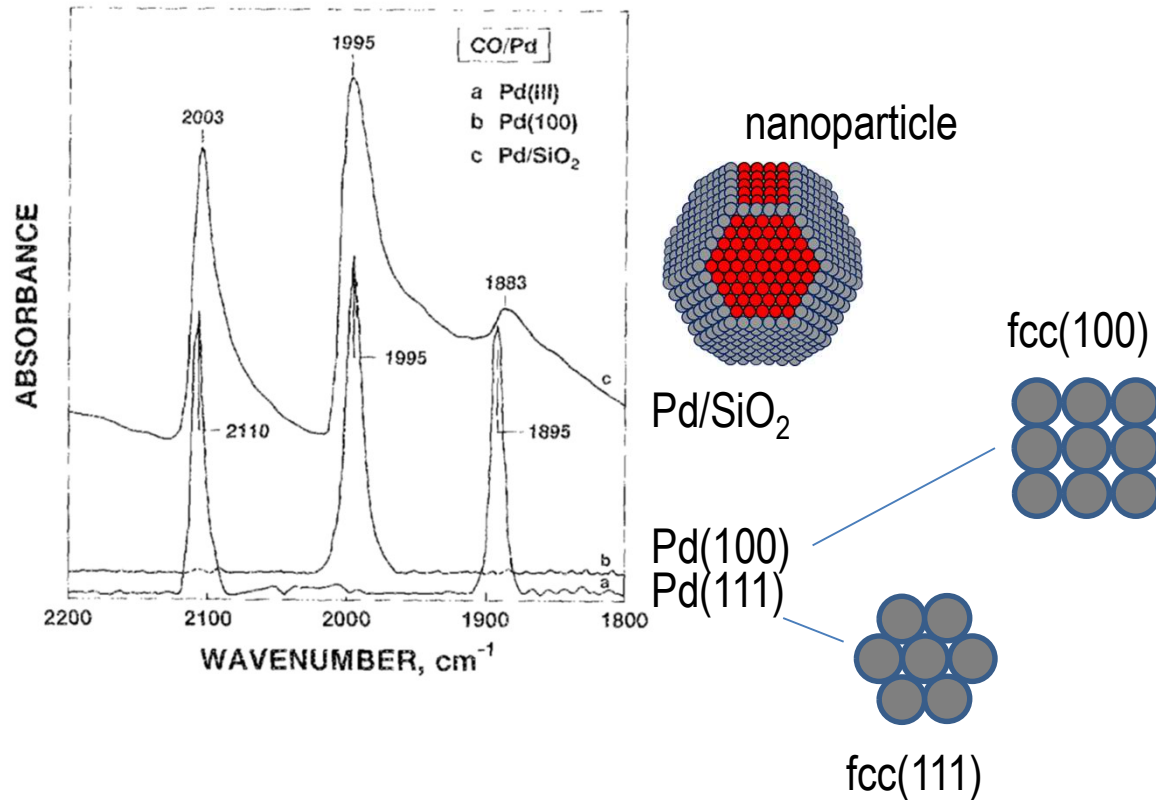 1995
CO/Pd
a Pd(III)
b Pd(100)
c Pd/SiO₂
2003
1883
1995
c
2110
1895
b
a
2200
2100
2000
1900
1800
ABSORBANCE
WAVENUMBER, cm⁻¹
nanoparticle
Pd/SiO₂
fcc(100)
Pd(100)
Pd(111)
fcc(111)